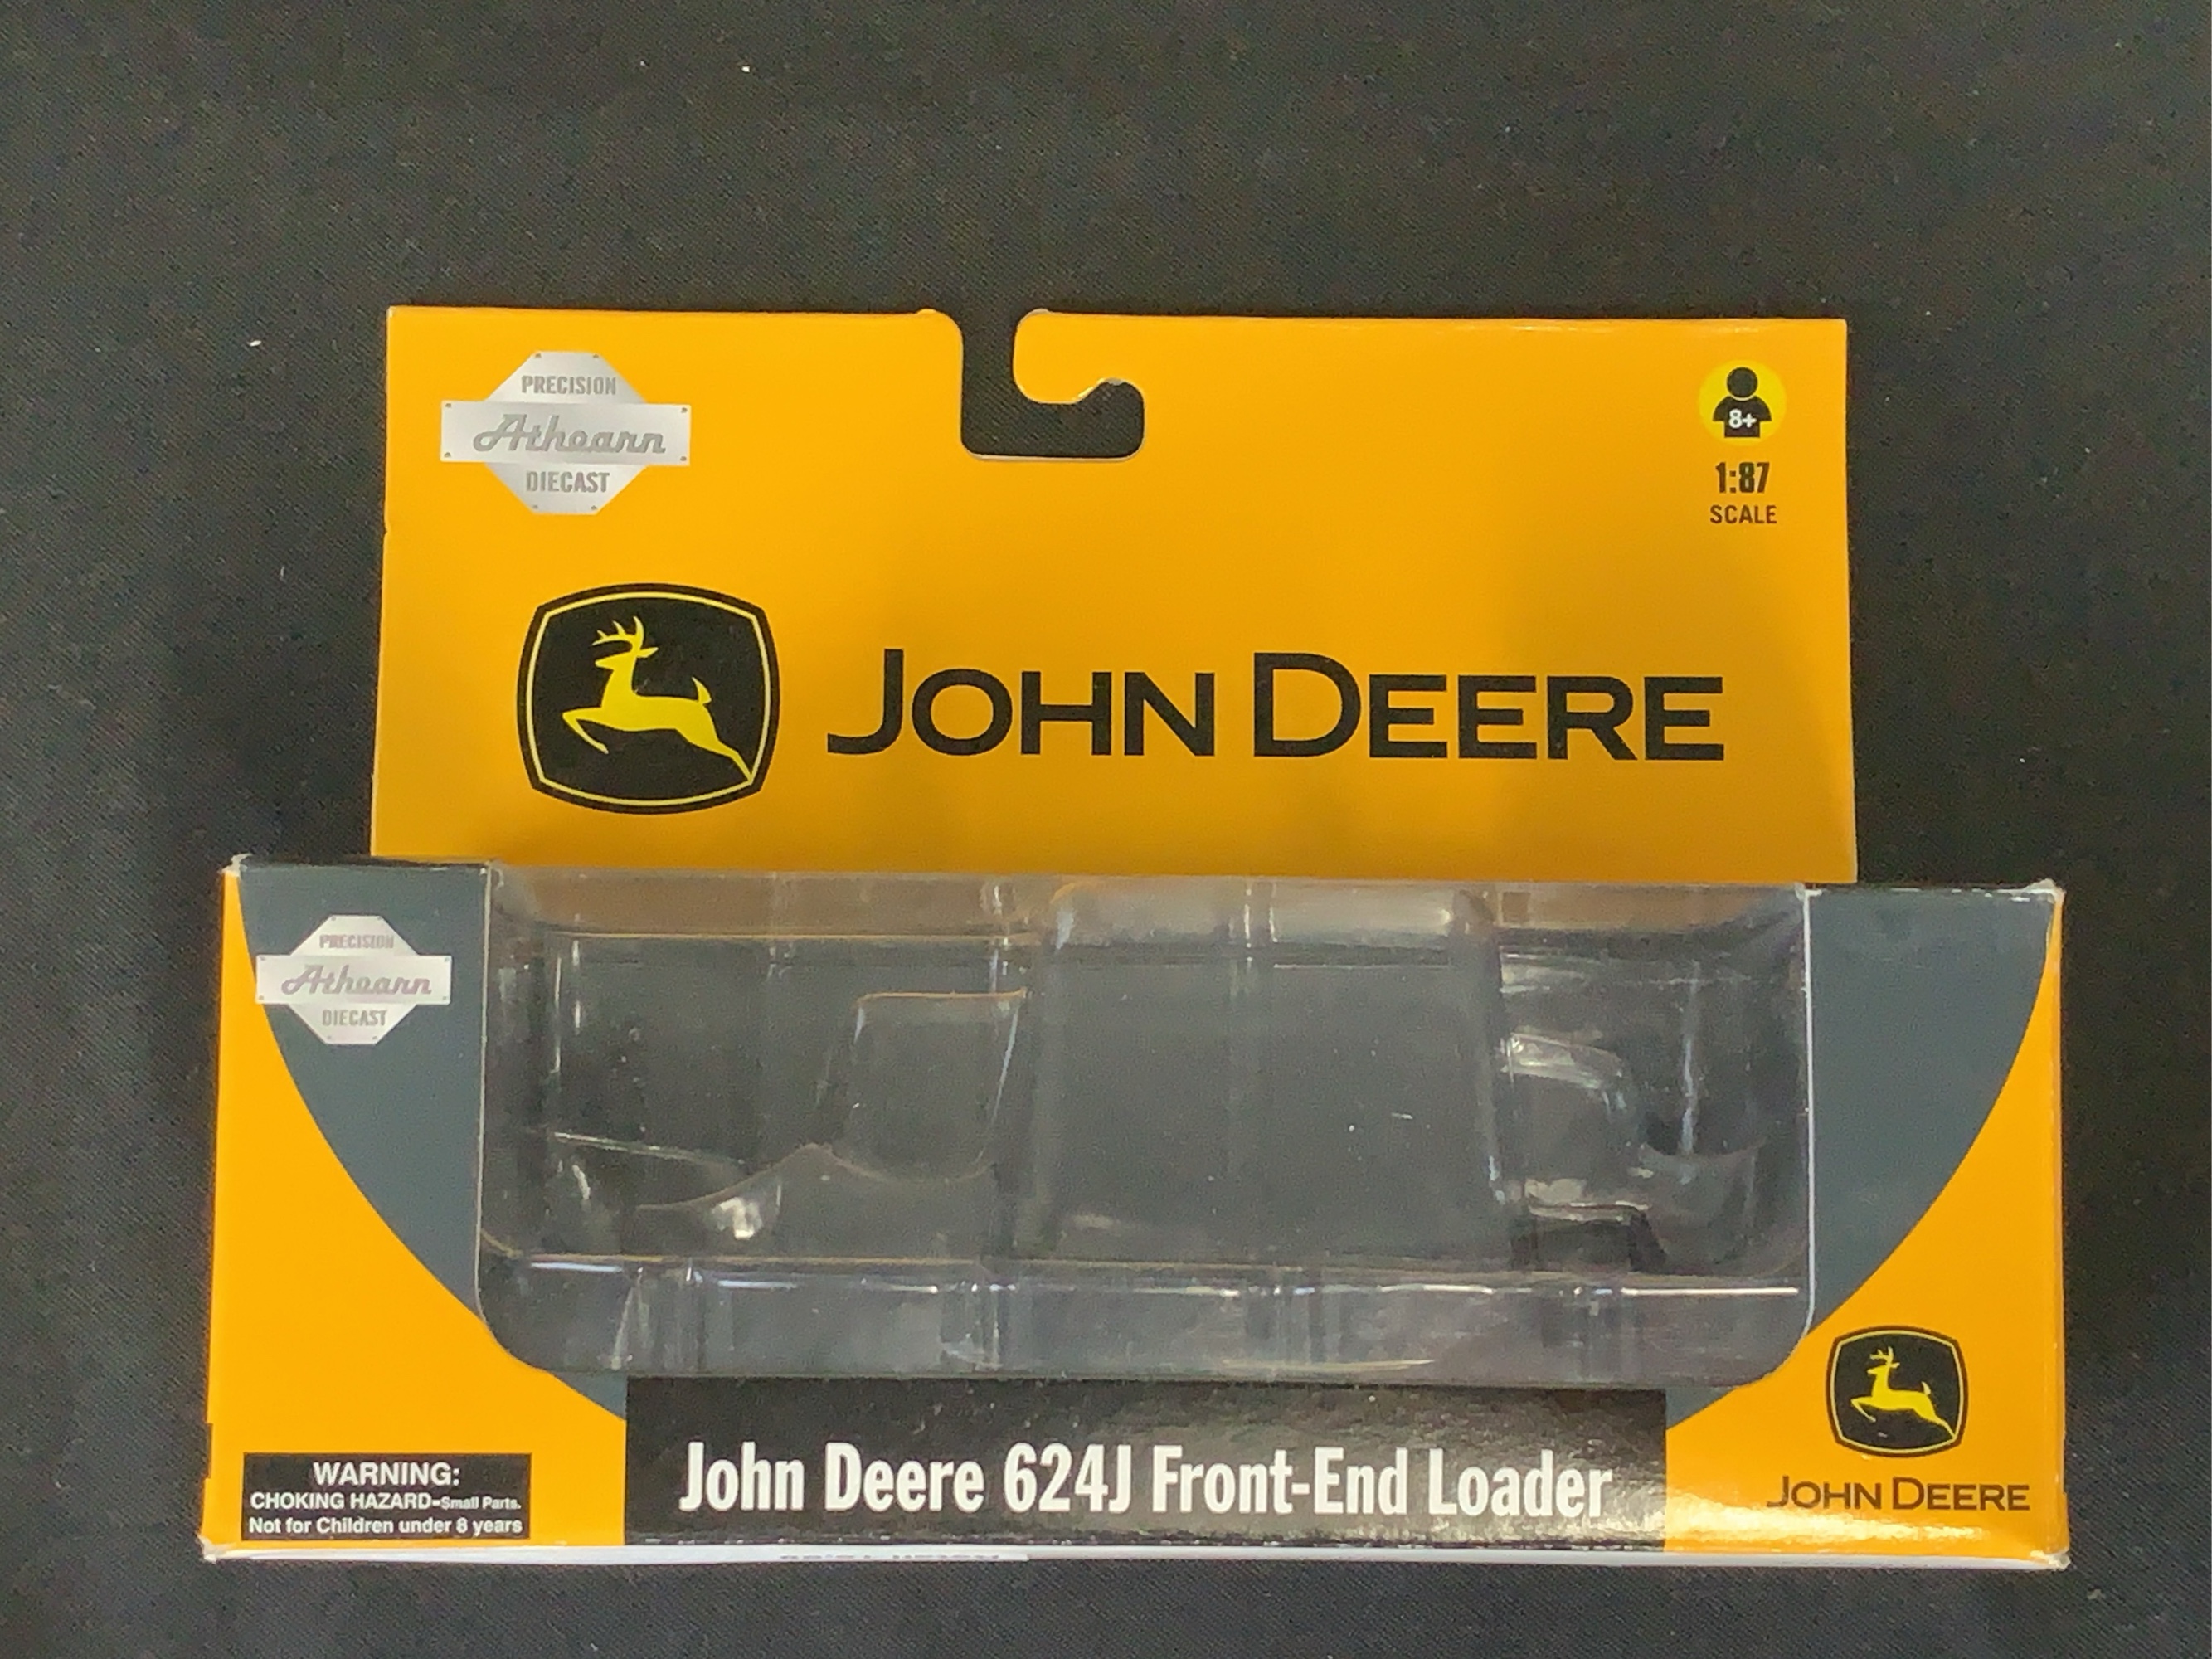 PRECISION
Athearn
DIECAST
8+
1:87
SCALE
JOHN DEERE
PRECISION
Athearn
DIECAST
WARNING:
CHOKING HAZARD-Small Parts.
Not for Children under 8 years
John Deere 624J Front-End Loader
JOHN DEERE